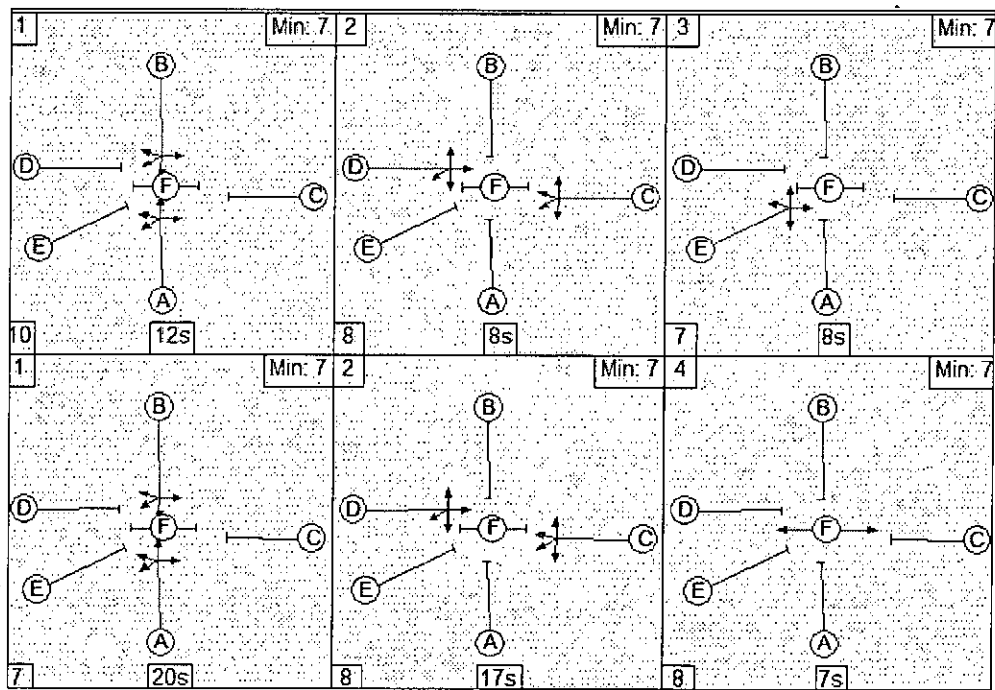 1 Min: 7 2 Min: 7 3 Min: 7
B B B
D F D F D F
C C C
E E E
A A A
10 12s 8 8s 7 8s
1 Min: 7 2 Min: 7 4 Min: 7
B B B
D F D F D F
C C C
E E E
A A A
7 20s 8 17s 8 7s